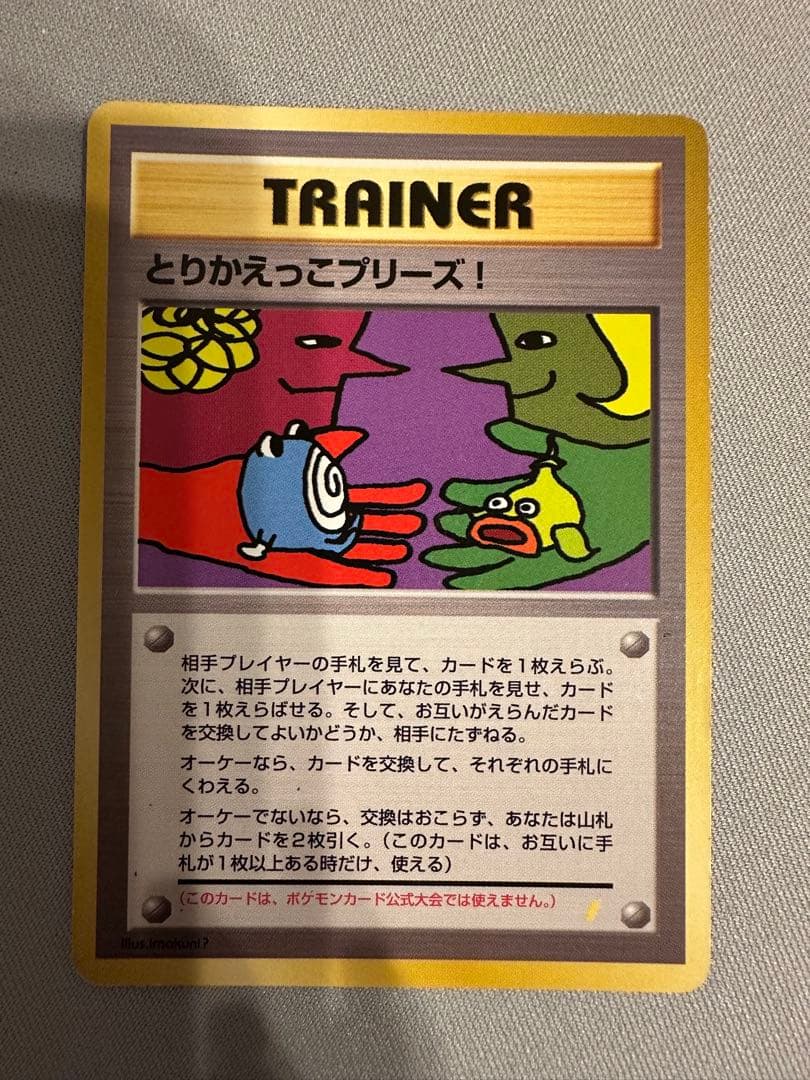 TRAINER
とりかえっこプリーズ！
相手プレイヤーの手札を見て、カードを1枚えらぶ。
次に、相手プレイヤーにあなたの手札を見せ、カード
を1枚えらばせる。そして、お互いがえらんだカード
を交換してよいかどうか、相手にたずねる。
オーケーなら、カードを交換して、それぞれの手札に
くわえる。
オーケーでないなら、交換はおこらず、あなたは山札
からカードを2枚引く。（このカードは、お互いに手
札が1枚以上ある時だけ、使える）
（このカードは、ポケモンカード公式大会では使えません。）
Illus.Imakuni?